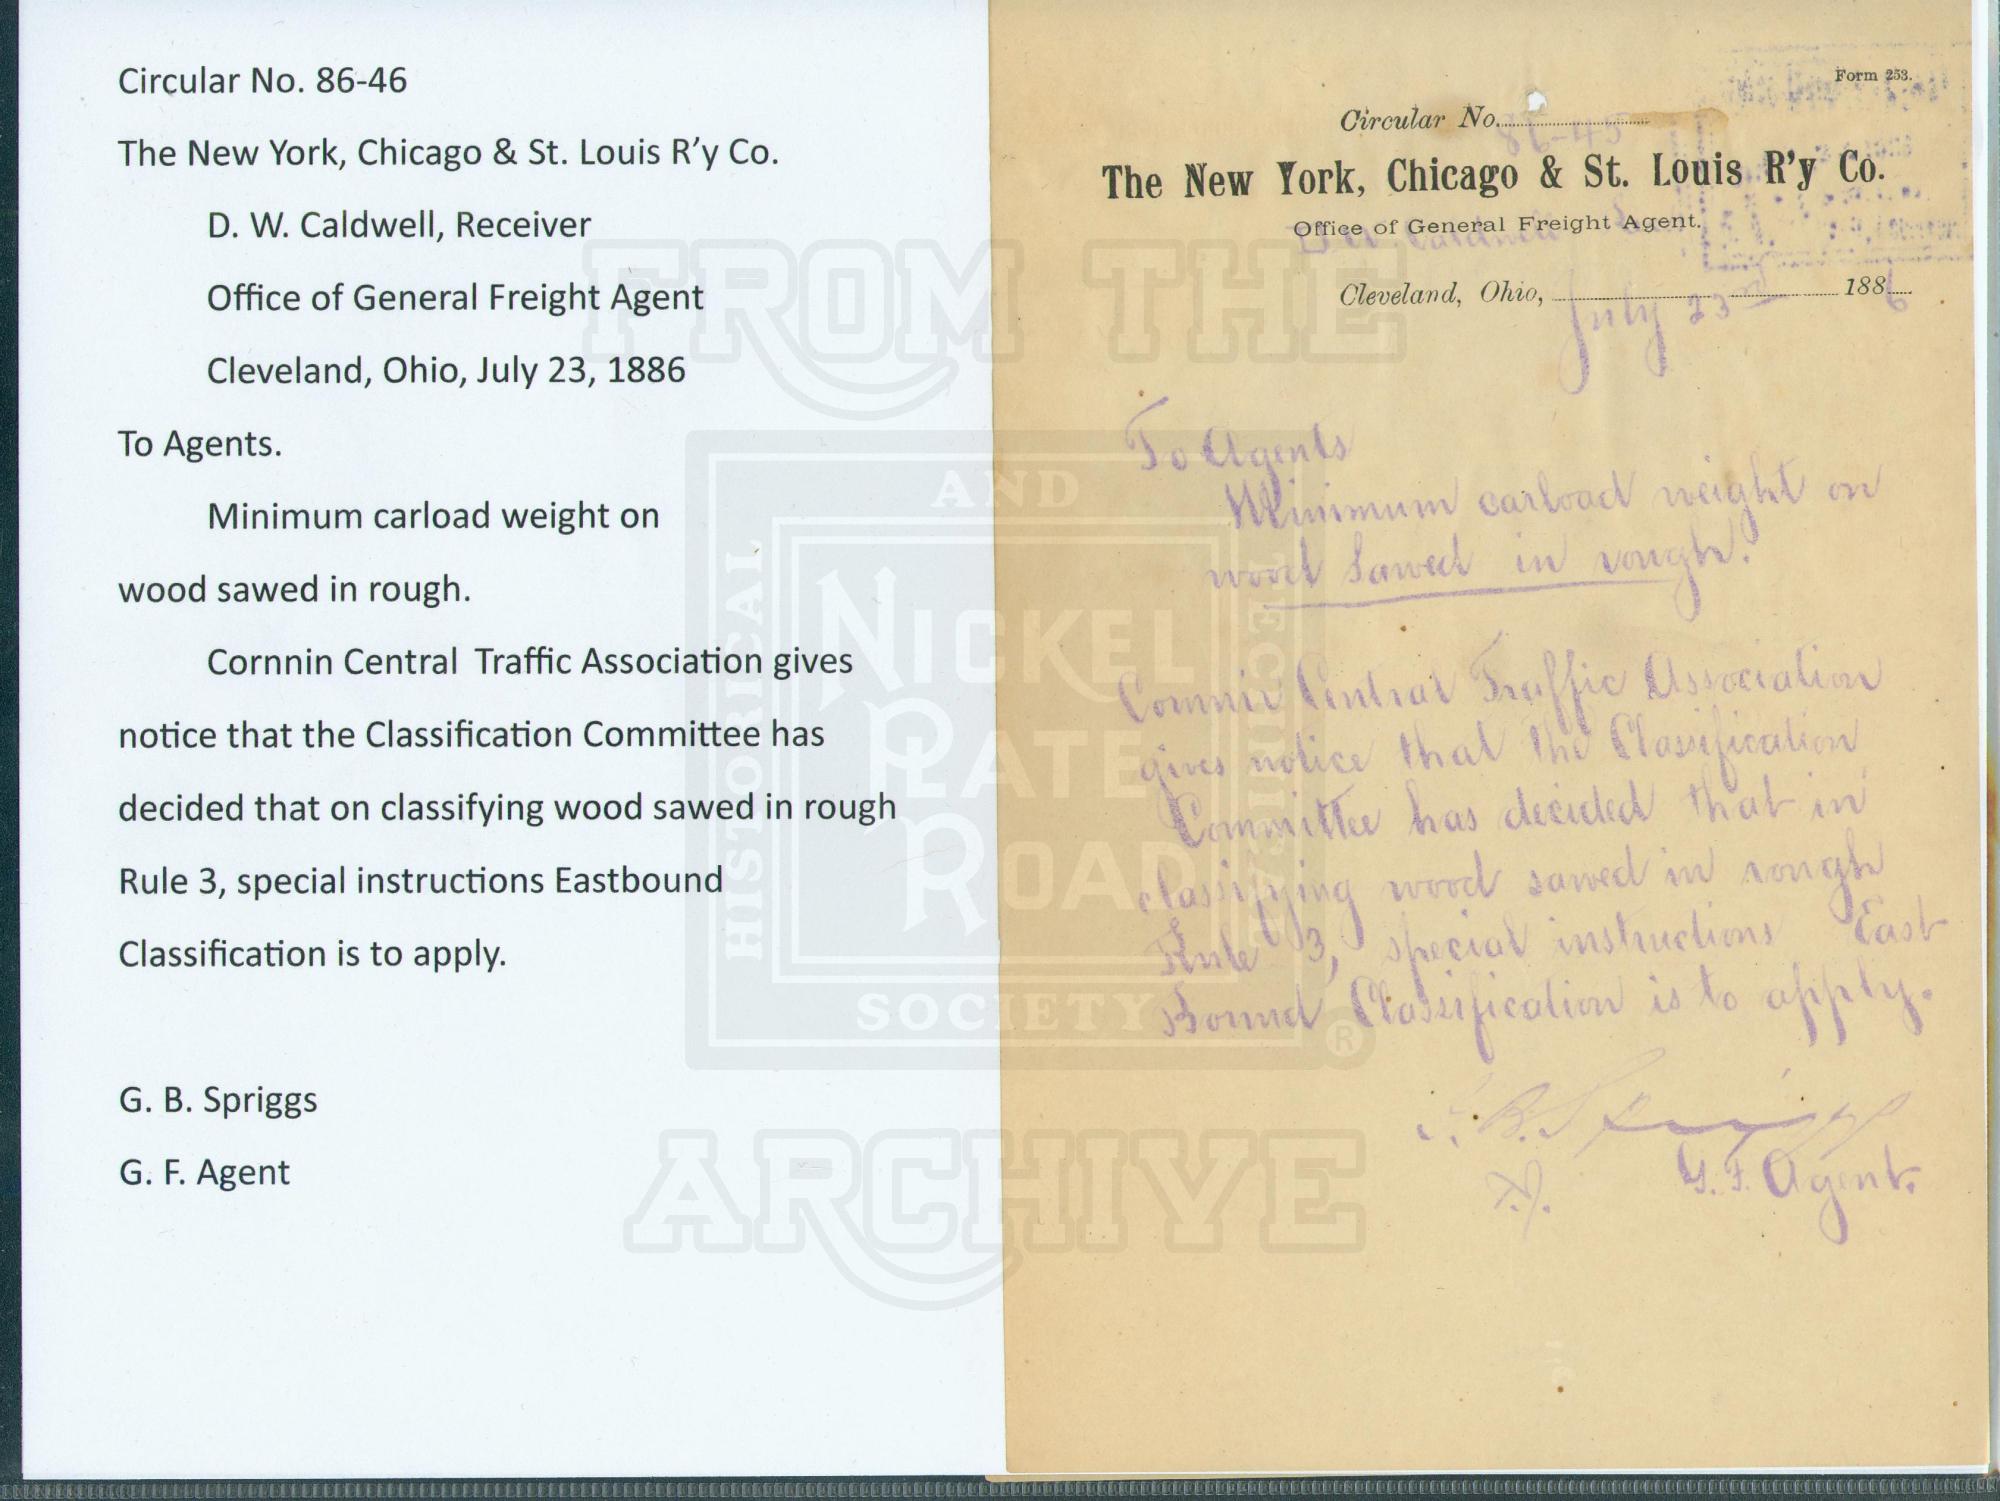 Circular No. 86-46
The New York, Chicago & St. Louis R’y Co.
D. W. Caldwell, Receiver
Office of General Freight Agent
Cleveland, Ohio, July 23, 1886
To Agents.
Minimum carload weight on
wood sawed in rough.
Cornnin Central Traffic Association gives
notice that the Classification Committee has
decided that on classifying wood sawed in rough
Rule 3, special instructions Eastbound
Classification is to apply.
G. B. Spriggs
G. F. Agent
Form 253.
Circular No. 86-45
The New York, Chicago & St. Louis R’y Co.
Office of General Freight Agent.
D. W. Caldwell
Cleveland, Ohio, July 23rd 1886
To Agents
Minimum carload weight on
wood Sawed in rough.
Central Traffic Association
gives notice that the Classification
Committee has decided that in
classifying wood sawed in rough
Rule 3, special instructions East
Bound Classification is to apply.
B. Spriggs
G. F. Agent.
FROM THE
AND
HISTORICAL
TECHNICAL
NICKEL
PLATE
ROAD
SOCIETY ®
ARCHIVE